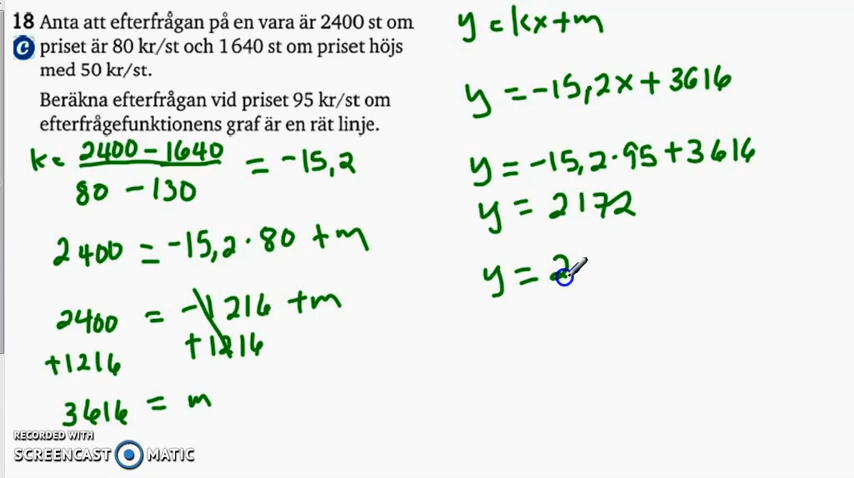 18 Anta att efterfrågan på en vara är 2400 st om
C priset är 80 kr/st och 1640 st om priset höjs
med 50 kr/st.
Beräkna efterfrågan vid priset 95 kr/st om
efterfrågefunktionens graf är en rät linje.
k = 2400 - 1640 / 80 - 130 = -15,2
2400 = -15,2 · 80 + m
2400 = -1216 + m
+1216 +1216
3616 = m
y = kx + m
y = -15,2x + 3616
y = -15,2 · 95 + 3616
y = 2172
y = 2
RECORDED WITH
SCREENCAST MATIC